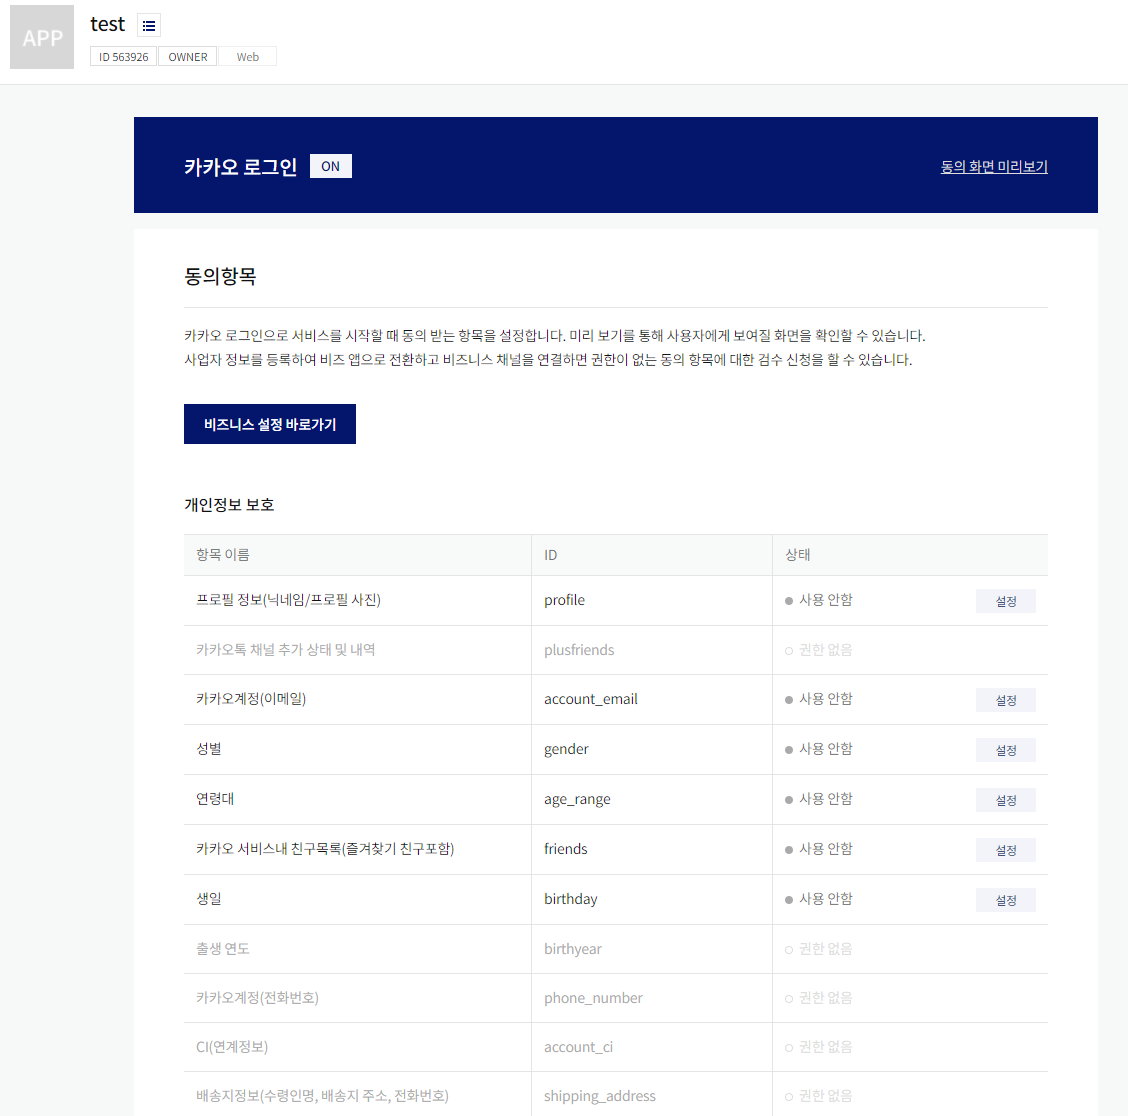 APP
test
ID 563926 OWNER Web
카카오 로그인 ON 동의 화면 미리보기
동의항목
카카오 로그인으로 서비스를 시작할 때 동의 받는 항목을 설정합니다. 미리 보기를 통해 사용자에게 보여질 화면을 확인할 수 있습니다.
사업자 정보를 등록하여 비즈 앱으로 전환하고 비즈니스 채널을 연결하면 권한이 없는 동의 항목에 대한 검수 신청을 할 수 있습니다.
비즈니스 설정 바로가기
개인정보 보호
항목 이름 ID 상태
프로필 정보(닉네임/프로필 사진) profile 사용 안함 설정
카카오톡 채널 추가 상태 및 내역 plusfriends 권한 없음
카카오계정(이메일) account_email 사용 안함 설정
성별 gender 사용 안함 설정
연령대 age_range 사용 안함 설정
카카오 서비스내 친구목록(즐겨찾기 친구포함) friends 사용 안함 설정
생일 birthday 사용 안함 설정
출생 연도 birthyear 권한 없음
카카오계정(전화번호) phone_number 권한 없음
CI(연계정보) account_ci 권한 없음
배송지정보(수령인명, 배송지 주소, 전화번호) shipping_address 권한 없음